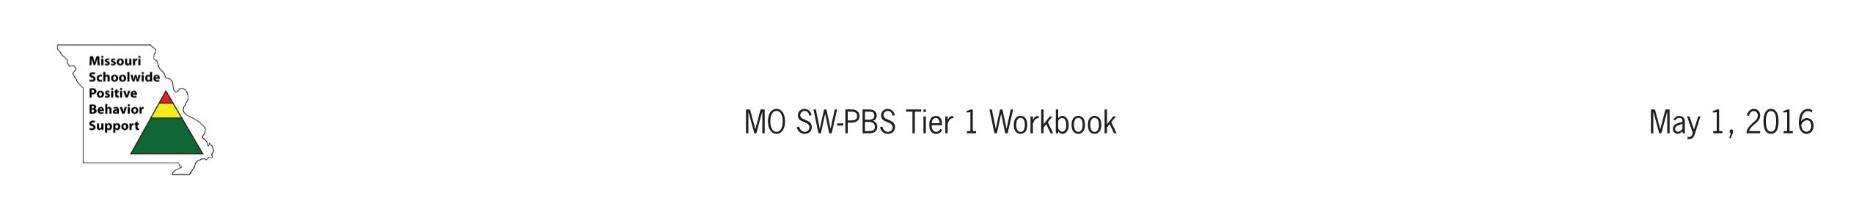 Missouri
Schoolwide
Positive
Behavior
Support
MO SW-PBS Tier 1 Workbook
May 1, 2016